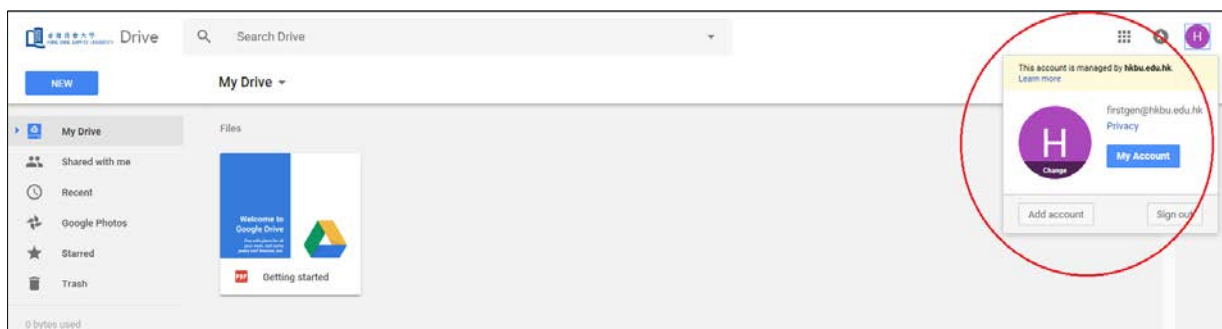 Drive
Search Drive
H
NEW
My Drive
This account is managed by hkbu.edu.hk.
Learn more
firstgen@hkbu.edu.hk
Privacy
H
Change
My Account
Add account
Sign out
My Drive
Shared with me
Recent
Google Photos
Starred
Trash
0 bytes used
Files
Welcome to
Google Drive
PDF
Getting started